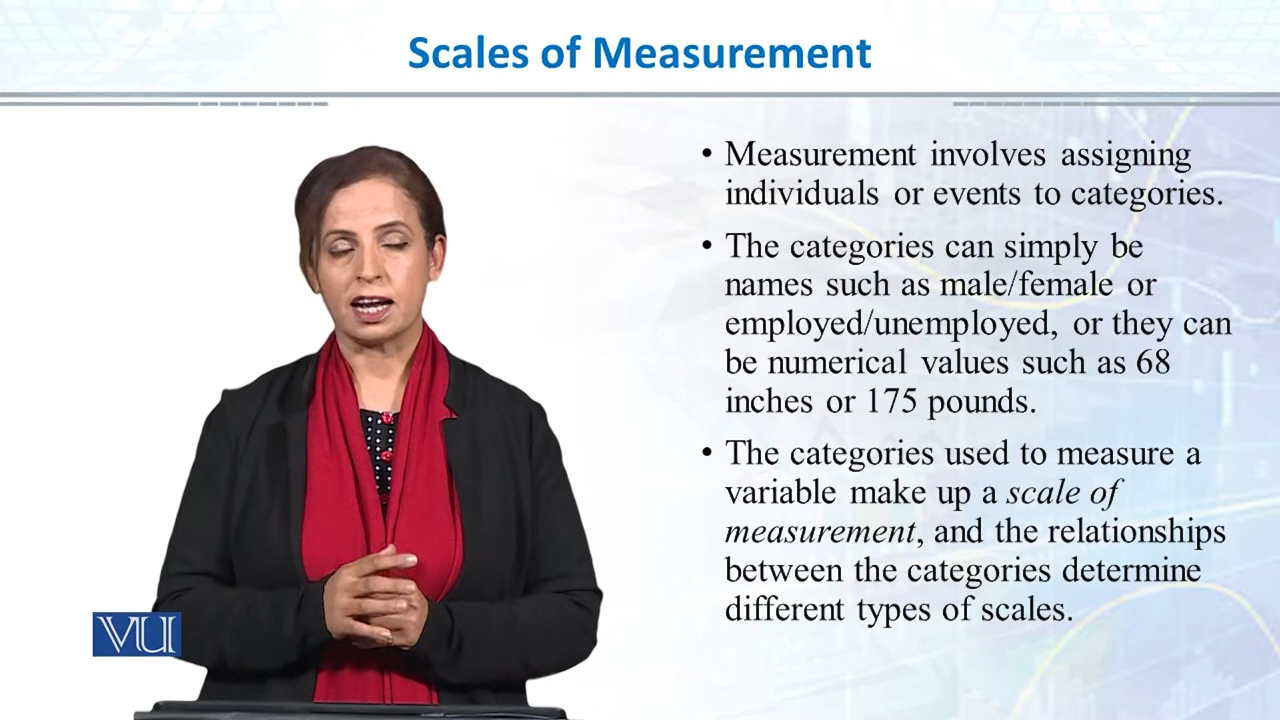 Scales of Measurement
• Measurement involves assigning
individuals or events to categories.
• The categories can simply be
names such as male/female or
employed/unemployed, or they can
be numerical values such as 68
inches or 175 pounds.
• The categories used to measure a
variable make up a scale of
measurement, and the relationships
between the categories determine
different types of scales.
VU